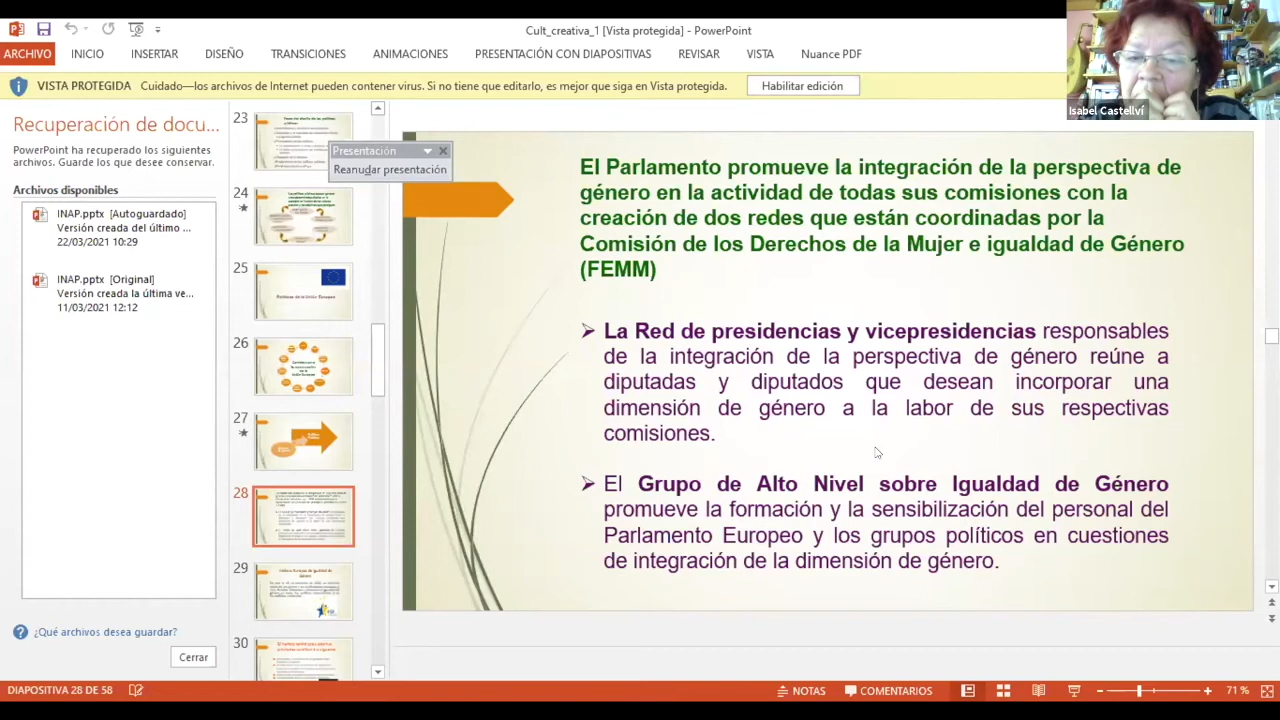 Cult_creativa_1 [Vista protegida] - PowerPoint
ARCHIVO INICIO INSERTAR DISEÑO TRANSICIONES ANIMACIONES PRESENTACIÓN CON DIAPOSITIVAS REVISAR VISTA Nuance PDF
VISTA PROTEGIDA Cuidado—los archivos de Internet pueden contener virus. Si no tiene que editarlo, es mejor que siga en Vista protegida. Habilitar edición
Isabel Castellví
Recuperación de docu...
PowerPoint ha recuperado los siguientes
archivos. Guarde los que desee conservar.
Archivos disponibles
INAP.pptx [Autoguardado]
Versión creada del último ...
22/03/2021 10:29
INAP.pptx [Original]
Versión creada la última ve...
11/03/2021 12:12
¿Qué archivos desea guardar?
Cerrar
23
Presentación
Reanudar presentación
24
25
26
27
28
29
30
El Parlamento promueve la integración de la perspectiva de
género en la actividad de todas sus comisiones con la
creación de dos redes que están coordinadas por la
Comisión de los Derechos de la Mujer e igualdad de Género
(FEMM)
La Red de presidencias y vicepresidencias responsables
de la integración de la perspectiva de género reúne a
diputadas y diputados que desean incorporar una
dimensión de género a la labor de sus respectivas
comisiones.
El Grupo de Alto Nivel sobre Igualdad de Género
promueve la formación y la sensibilización del personal del
Parlamento Europeo y los grupos políticos en cuestiones
de integración de la dimensión de género.
DIAPOSITIVA 28 DE 58 NOTAS COMENTARIOS 71 %